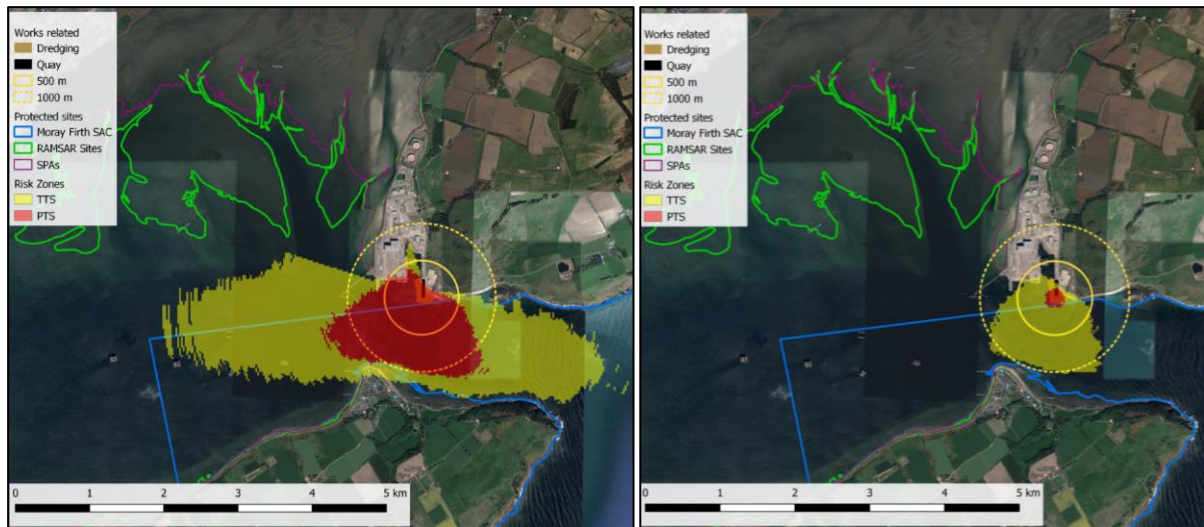 Works related
Dredging
Quay
500 m
1000 m
Protected sites
Moray Firth SAC
RAMSAR Sites
SPAs
Risk Zones
TTS
PTS
0 1 2 3 4 5 km
Works related
Dredging
Quay
500 m
1000 m
Protected sites
Moray Firth SAC
RAMSAR Sites
SPAs
Risk Zones
TTS
PTS
0 1 2 3 4 5 km